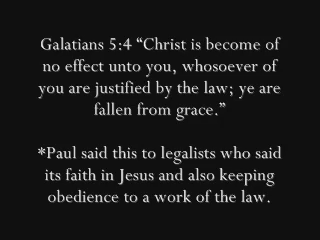 Galatians 5:4 “Christ is become of
no effect unto you, whosoever of
you are justified by the law; ye are
fallen from grace.”
*Paul said this to legalists who said
its faith in Jesus and also keeping
obedience to a work of the law.